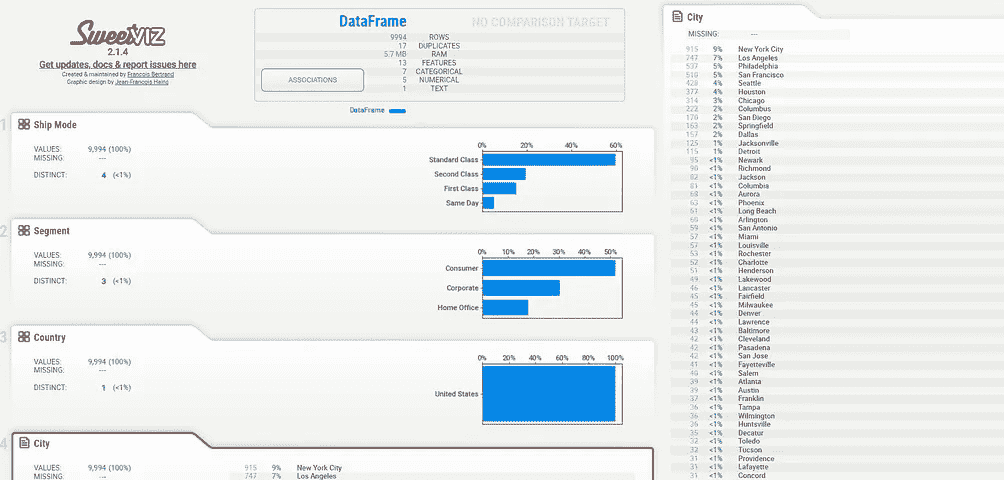 SweetVIZ
2.1.4
Get updates, docs & report issues here
Created & maintained by Francois Bertrand
Graphic design by Jean-Francois Hains
DataFrame
NO COMPARISON TARGET
9994 ROWS
17 DUPLICATES
5.7 MB RAM
13 FEATURES
7 CATEGORICAL
5 NUMERICAL
1 TEXT
ASSOCIATIONS
DataFrame
1
Ship Mode
VALUES: 9,994 (100%)
MISSING: ---
DISTINCT: 4 (<1%)
0% 20% 40% 60%
Standard Class
Second Class
First Class
Same Day
2
Segment
VALUES: 9,994 (100%)
MISSING: ---
DISTINCT: 3 (<1%)
0% 10% 20% 30% 40% 50%
Consumer
Corporate
Home Office
3
Country
VALUES: 9,994 (100%)
MISSING: ---
DISTINCT: 1 (<1%)
0% 20% 40% 60% 80% 100%
United States
4
City
VALUES: 9,994 (100%)
MISSING: ---
915 9% New York City
747 7% Los Angeles
City
MISSING: ---
915 9% New York City
747 7% Los Angeles
537 5% Philadelphia
510 5% San Francisco
428 4% Seattle
377 4% Houston
314 3% Chicago
222 2% Columbus
170 2% San Diego
163 2% Springfield
157 2% Dallas
125 1% Jacksonville
115 1% Detroit
95 <1% Newark
90 <1% Richmond
82 <1% Jackson
81 <1% Columbia
68 <1% Aurora
63 <1% Phoenix
61 <1% Long Beach
60 <1% Arlington
59 <1% San Antonio
57 <1% Miami
57 <1% Louisville
53 <1% Rochester
52 <1% Charlotte
51 <1% Henderson
49 <1% Lakewood
46 <1% Lancaster
45 <1% Fairfield
45 <1% Milwaukee
44 <1% Denver
44 <1% Lawrence
43 <1% Baltimore
42 <1% Cleveland
42 <1% Pasadena
42 <1% San Jose
41 <1% Fayetteville
40 <1% Salem
39 <1% Atlanta
39 <1% Austin
37 <1% Franklin
36 <1% Tampa
36 <1% Wilmington
36 <1% Huntsville
35 <1% Decatur
32 <1% Toledo
32 <1% Tucson
31 <1% Providence
31 <1% Lafayette
31 <1% Concord